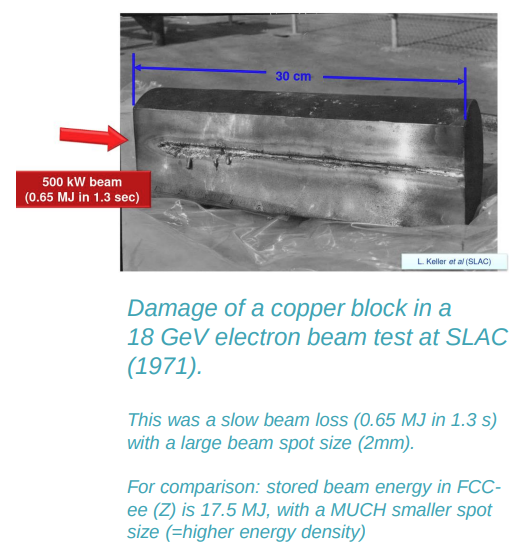 30 cm
500 kW beam
(0.65 MJ in 1.3 sec)
L. Keller et al (SLAC)
Damage of a copper block in a
18 GeV electron beam test at SLAC
(1971).
This was a slow beam loss (0.65 MJ in 1.3 s)
with a large beam spot size (2mm).
For comparison: stored beam energy in FCC-
ee (Z) is 17.5 MJ, with a MUCH smaller spot
size (=higher energy density)